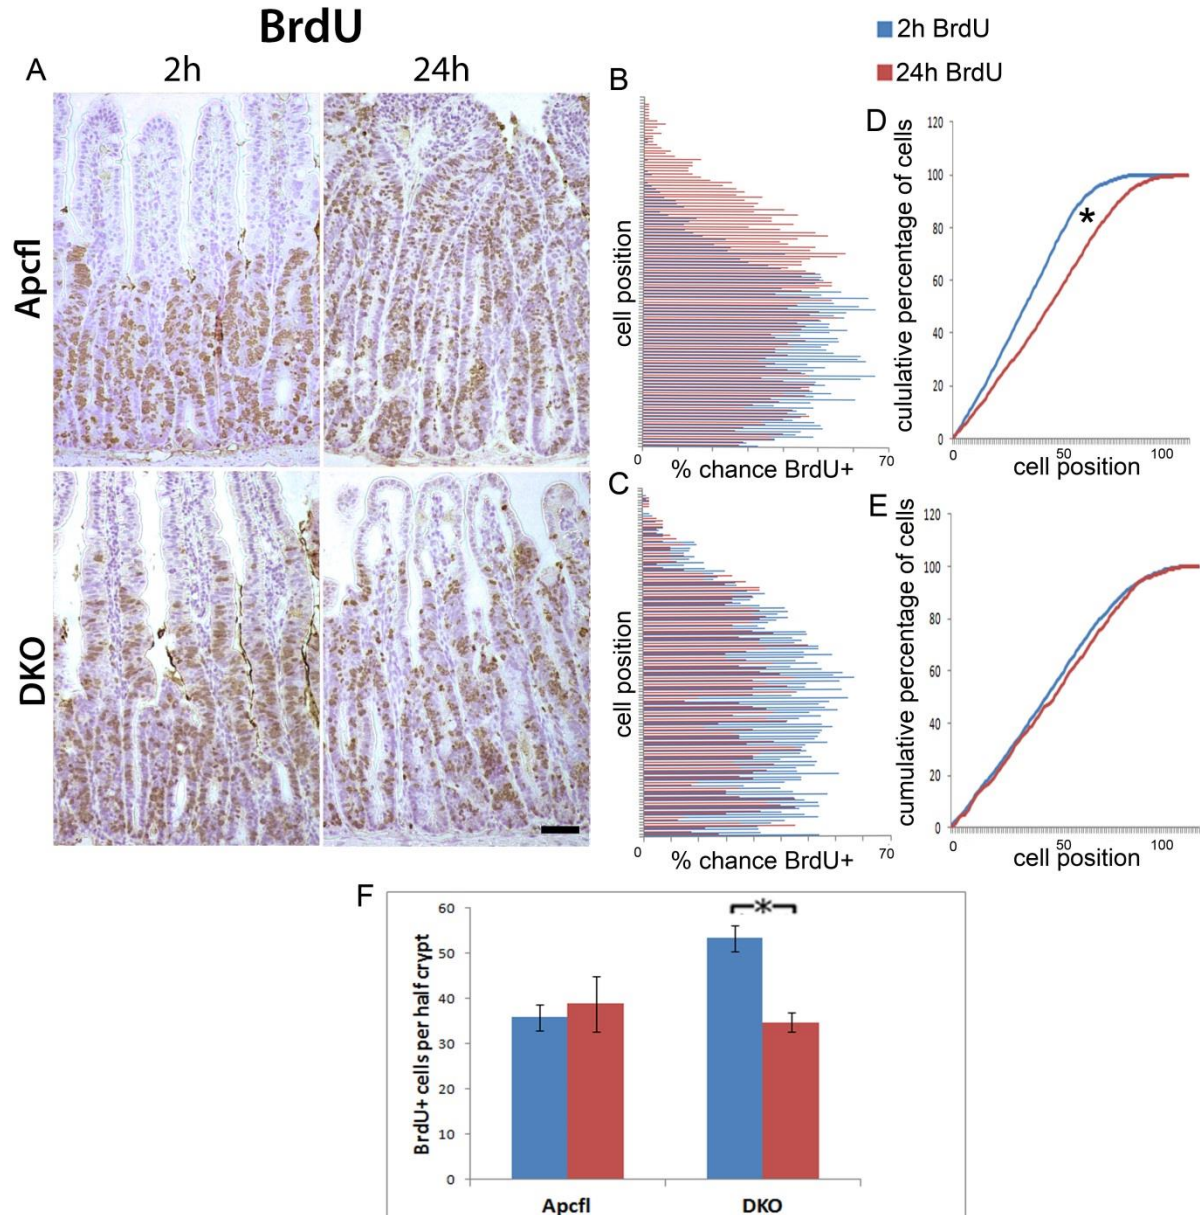 BrdU
2h BrdU
24h BrdU
A
2h
24h
Apcfl
DKO
B
cell position
0
70
% chance BrdU+
C
cell position
0
70
% chance BrdU+
D
cululative percentage of cells
120
100
80
60
40
20
0
0
50
100
cell position
*
E
cumulative percentage of cells
120
100
80
60
40
20
0
0
50
100
cell position
F
BrdU+ cells per half crypt
60
50
40
30
20
10
0
*
Apcfl
DKO